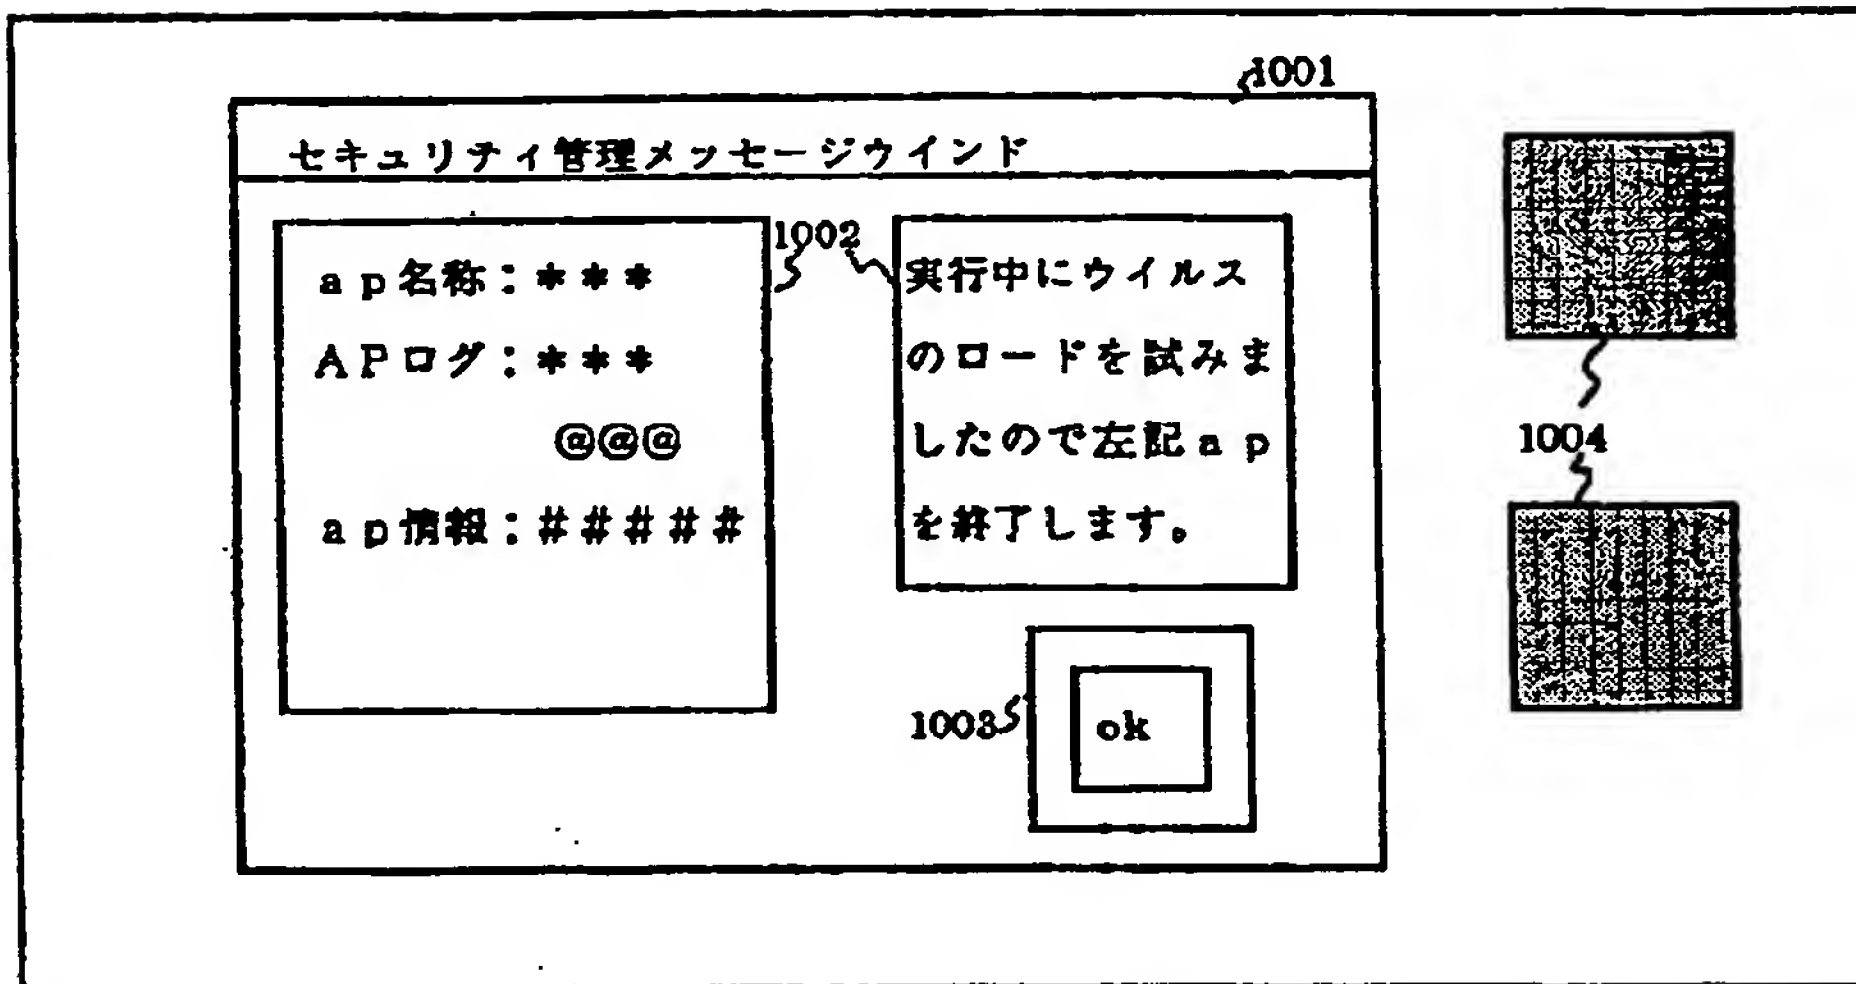 1001
セキュリティ管理メッセージウインド
1002
ap名称:***
APログ:***
@@@
ap情報:#####
実行中にウイルス
のロードを試みま
したので左記ap
を終了します。
1003
ok
1004